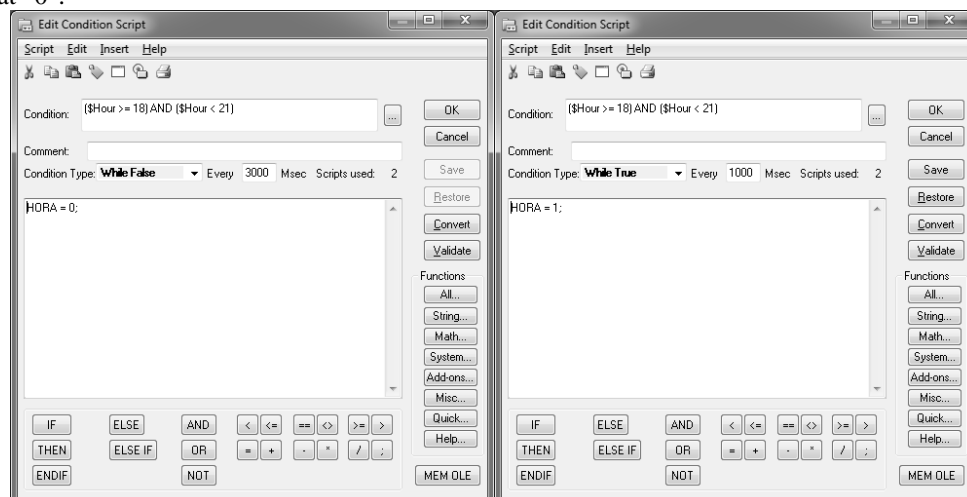 at "0".
Edit Condition Script
Script Edit Insert Help
Condition: ($Hour >= 18) AND ($Hour < 21)
...
OK
Cancel
Comment:
Condition Type: While False Every 3000 Msec Scripts used: 2
Save
Restore
HORA = 0;
Convert
Validate
Functions
All...
String...
Math...
System...
Add-ons...
Misc...
Quick...
Help...
IF ELSE AND < <= == <> >= >
THEN ELSE IF OR = + - * / ;
ENDIF NOT
MEM OLE
Edit Condition Script
Script Edit Insert Help
Condition: ($Hour >= 18) AND ($Hour < 21)
...
OK
Cancel
Comment:
Condition Type: While True Every 1000 Msec Scripts used: 2
Save
Restore
HORA = 1;
Convert
Validate
Functions
All...
String...
Math...
System...
Add-ons...
Misc...
Quick...
Help...
IF ELSE AND < <= == <> >= >
THEN ELSE IF OR = + - * / ;
ENDIF NOT
MEM OLE